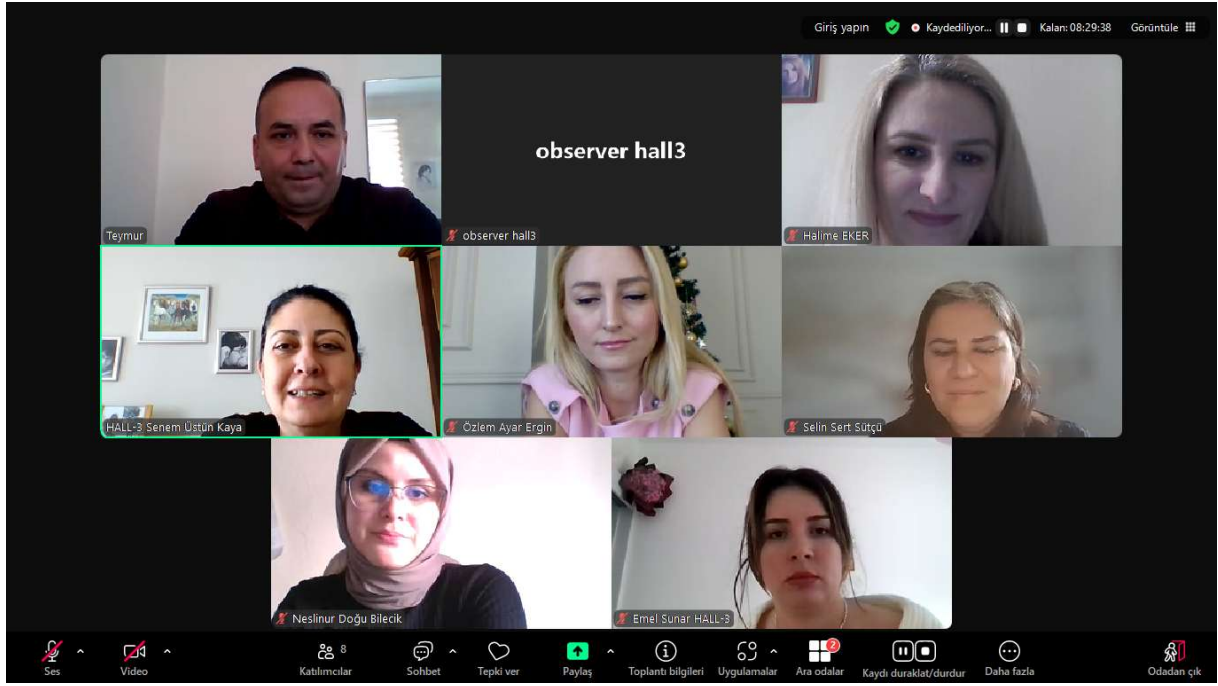 Giriş yapın
Kaydediliyor...
Kalan: 08:29:38
Görüntüle
observer hall3
Teymur
observer hall3
Halime EKER
HALL-3 Senem Üstün Kaya
Özlem Ayar Ergin
Selin Sert Sütçü
Neslinur Doğu Bilecik
Emel Sunar HALL-3
8
2
Ses
Video
Katılımcılar
Sohbet
Tepki ver
Paylaş
Toplantı bilgileri
Uygulamalar
Ara odalar
Kaydı duraklat/durdur
Daha fazla
Odadan çık